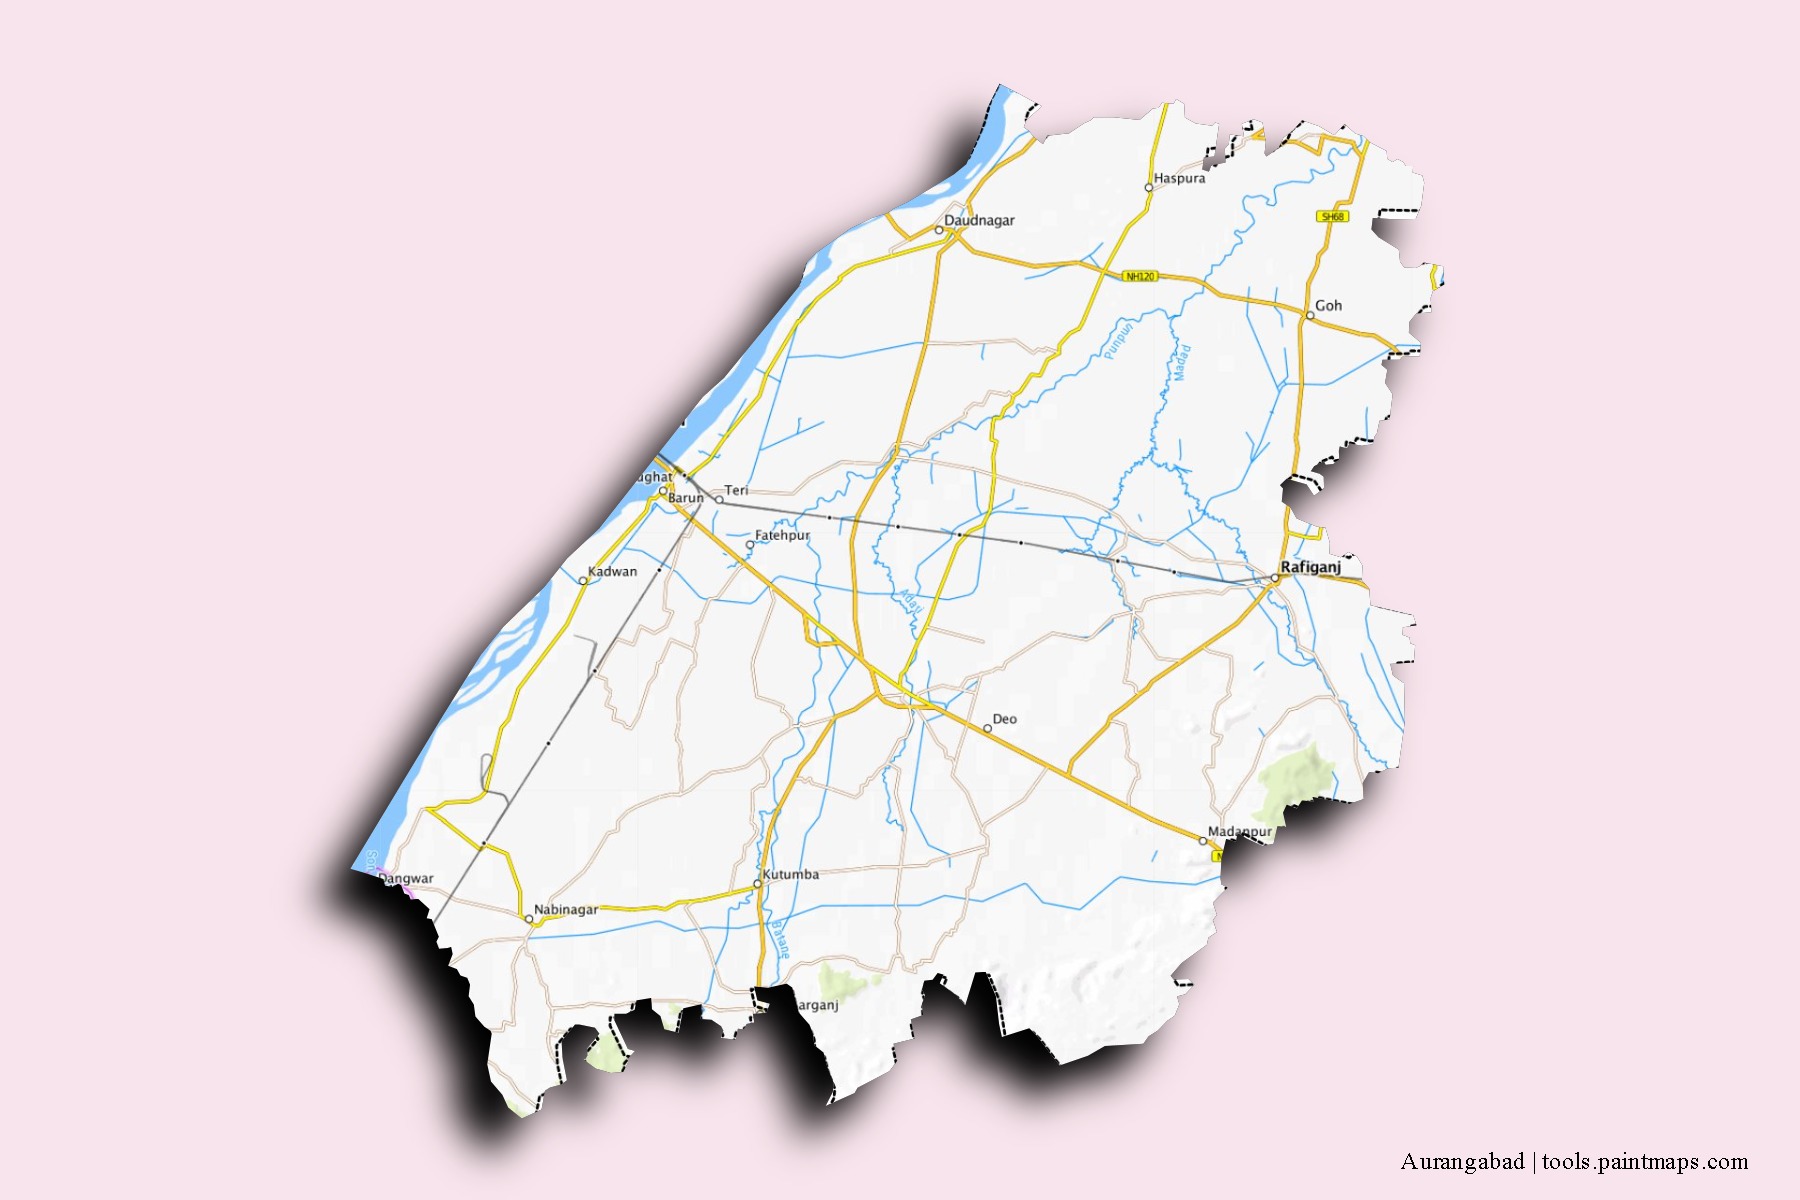 Haspura
SH68
Daudnagar
NH120
Goh
Punpun
Madad
ughat
Barun
Teri
Fatehpur
Kadwan
Rafiganj
Adari
Deo
Madanpur
N
Son
Dangwar
Kutumba
Nabinagar
Batane
arganj
Aurangabad | tools.paintmaps.com